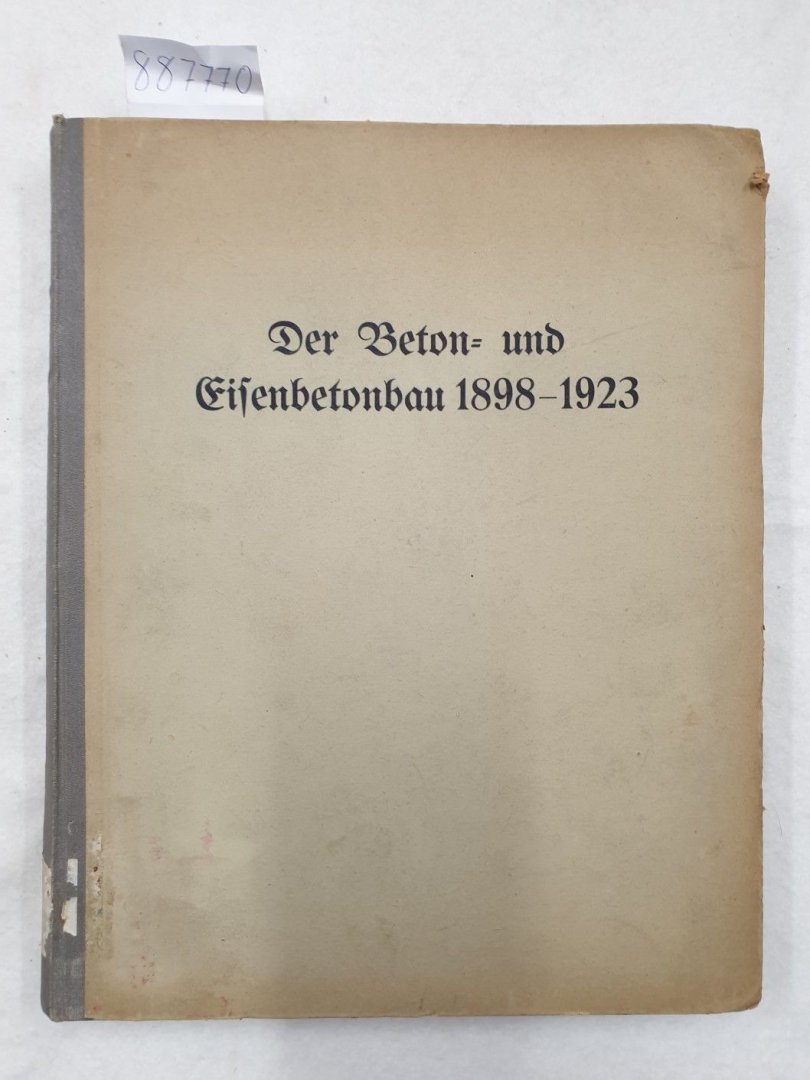 887770
Der Beton- und
Eiſenbetonbau 1898–1923